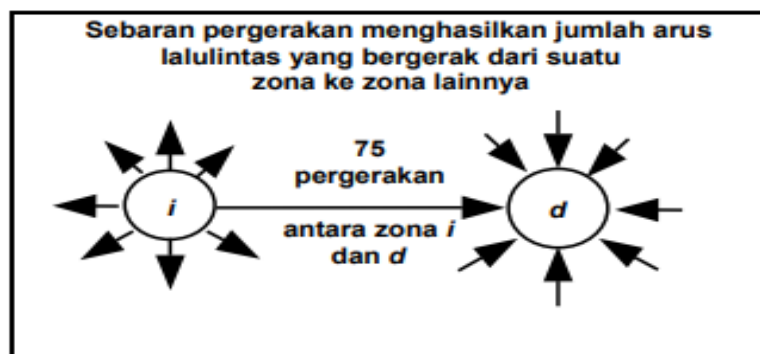 Sebaran pergerakan menghasilkan jumlah arus
lalulintas yang bergerak dari suatu
zona ke zona lainnya
75
pergerakan
i
d
antara zona i
dan d